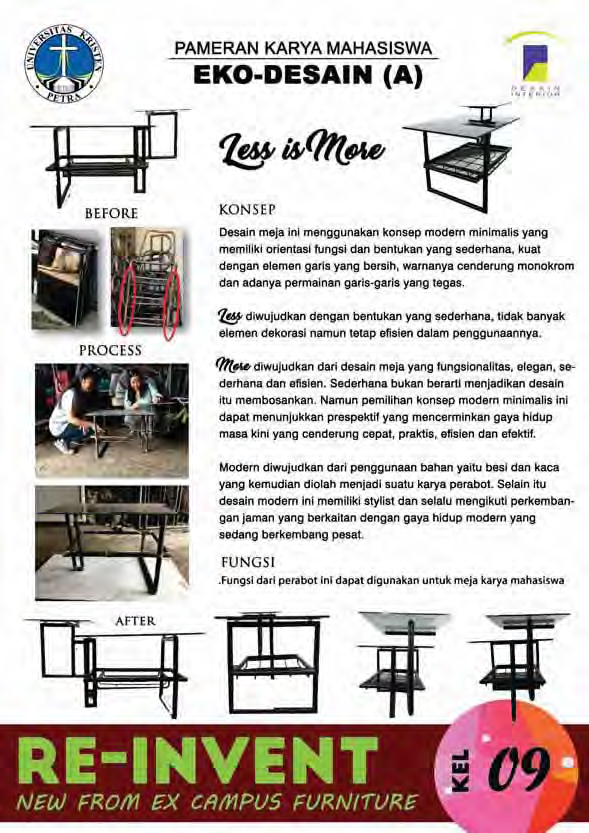 UNIVERSITAS KRISTEN
PETRA
PAMERAN KARYA MAHASISWA
EKO-DESAIN (A)
DESAIN
INTERIOR
Less is More
BEFORE
KONSEP
Desain meja ini menggunakan konsep modern minimalis yang
memiliki orientasi fungsi dan bentukan yang sederhana, kuat
dengan elemen garis yang bersih, warnanya cenderung monokrom
dan adanya permainan garis-garis yang tegas.
Less diwujudkan dengan bentukan yang sederhana, tidak banyak
elemen dekorasi namun tetap efisien dalam penggunaannya.
PROCESS
More diwujudkan dari desain meja yang fungsionalitas, elegan, se-
derhana dan efisien. Sederhana bukan berarti menjadikan desain
itu membosankan. Namun pemilihan konsep modern minimalis ini
dapat menunjukkan prespektif yang mencerminkan gaya hidup
masa kini yang cenderung cepat, praktis, efisien dan efektif.
Modern diwujudkan dari penggunaan bahan yaitu besi dan kaca
yang kemudian diolah menjadi suatu karya perabot. Selain itu
desain modern ini memiliki stylist dan selalu mengikuti perkemban-
gan jaman yang berkaitan dengan gaya hidup modern yang
sedang berkembang pesat.
FUNGSI
.Fungsi dari perabot ini dapat digunakan untuk meja karya mahasiswa
AFTER
RE-INVENT
NEW FROM EX CAMPUS FURNITURE
KEL 09